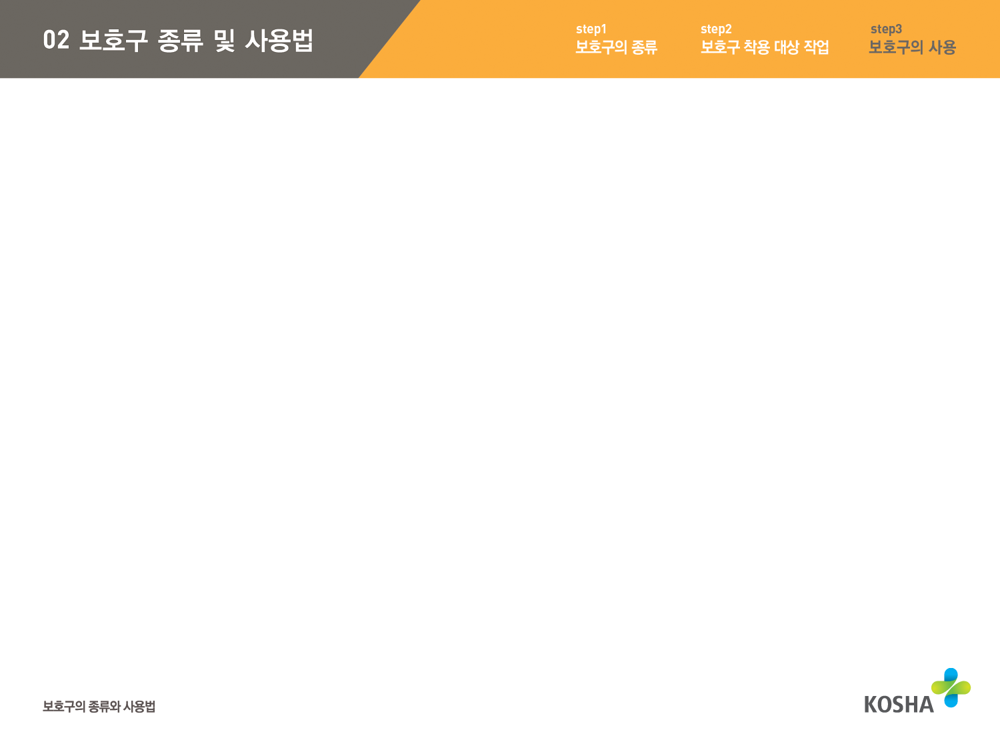 02 보호구 종류 및 사용법
step1
보호구의 종류
step2
보호구 착용 대상 작업
step3
보호구의 사용
보호구의 종류와 사용법
KOSHA